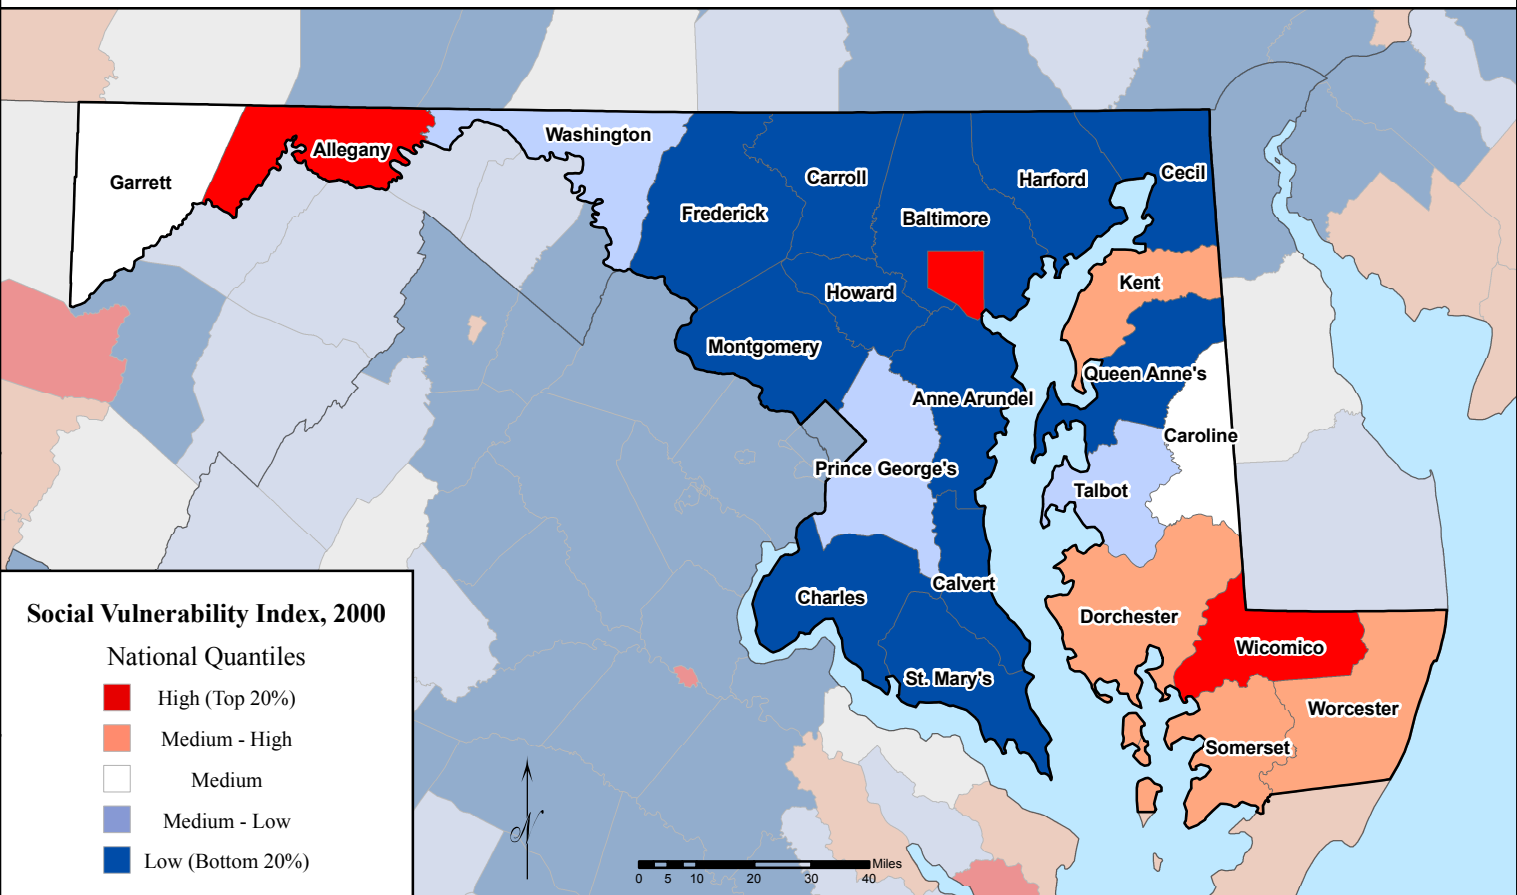 Washington
Allegany
Garrett
Carroll
Harford
Cecil
Frederick
Baltimore
Kent
Howard
Montgomery
Queen Anne's
Anne Arundel
Caroline
Prince George's
Talbot
Calvert
Charles
Dorchester
Wicomico
St. Mary's
Worcester
Somerset
Social Vulnerability Index, 2000
National Quantiles
High (Top 20%)
Medium - High
Medium
Medium - Low
Low (Bottom 20%)
N
Miles
0 5 10 20 30 40